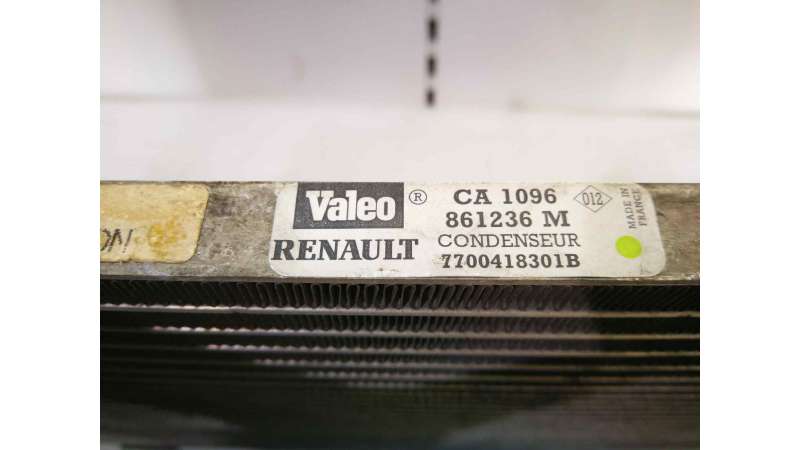 Valeo ®
RENAULT
CA 1096
861236 M
CONDENSEUR
7700418301B
012
MADE IN
FRANCE